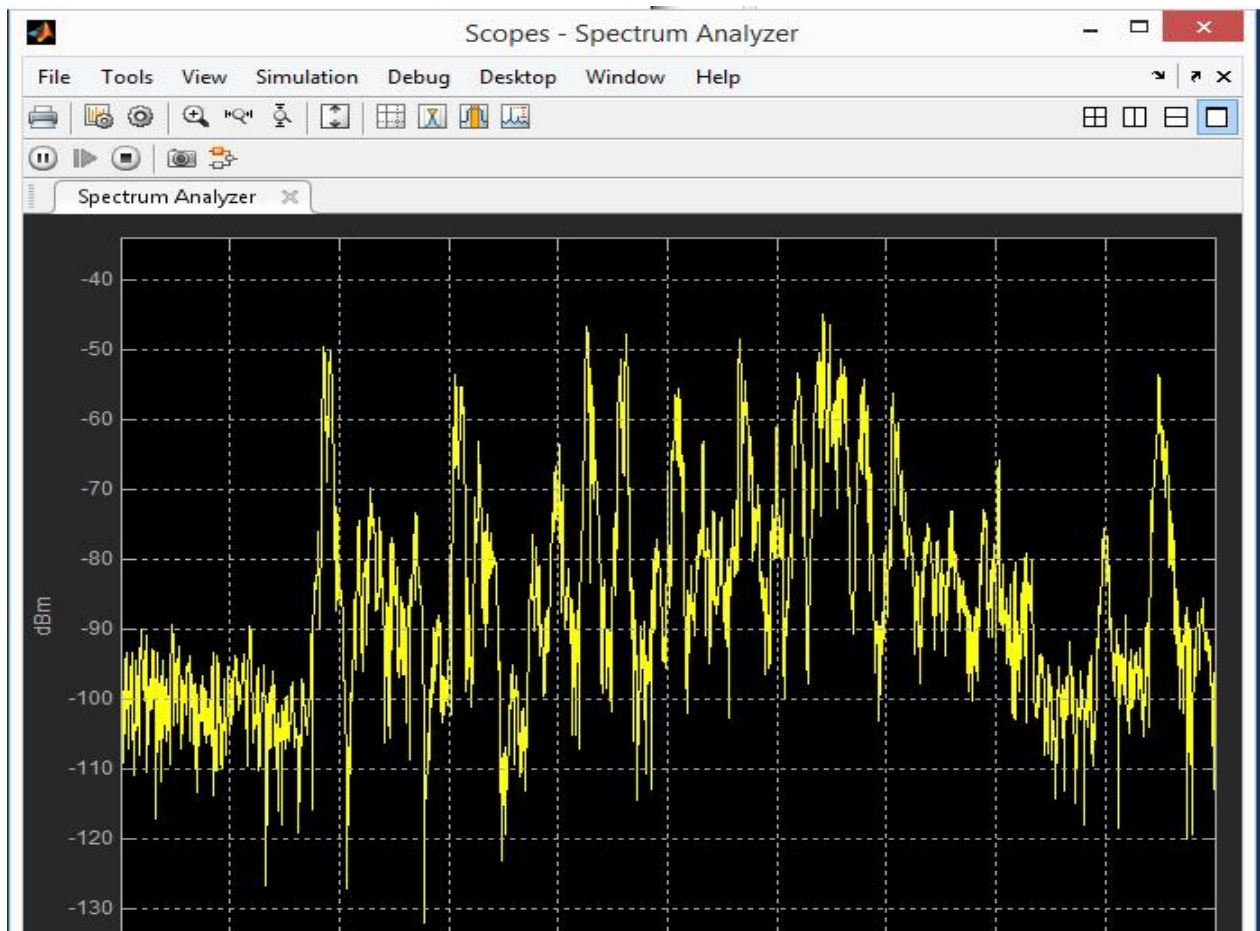 Scopes - Spectrum Analyzer
File Tools View Simulation Debug Desktop Window Help
Spectrum Analyzer
-40
-50
-60
-70
-80
-90
-100
-110
-120
-130
dBm